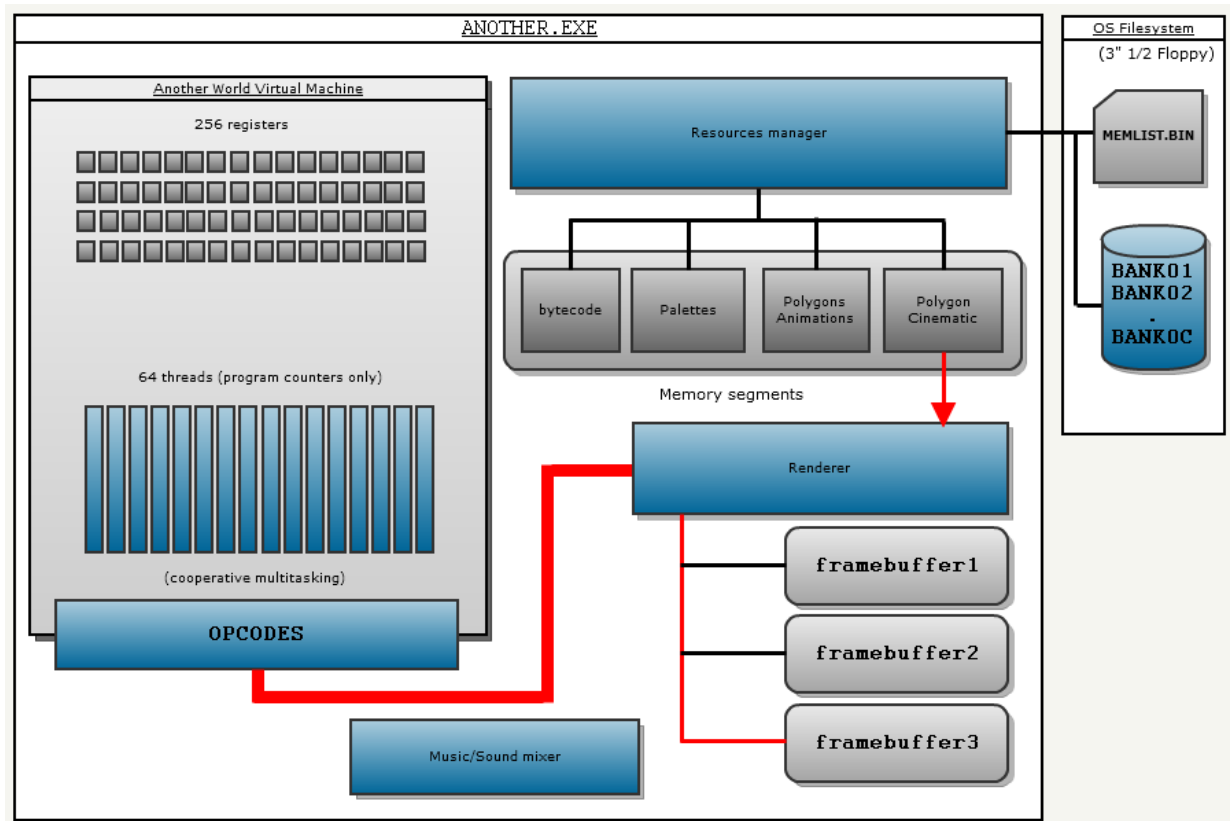 ANOTHER.EXE
Another World Virtual Machine
256 registers
64 threads (program counters only)
(cooperative multitasking)
OPCODES
Resources manager
bytecode
Palettes
Polygons
Animations
Polygon
Cinematic
Memory segments
Renderer
framebuffer1
framebuffer2
framebuffer3
Music/Sound mixer
OS Filesystem
(3" 1/2 Floppy)
MEMLIST.BIN
BANK01
BANK02
.
BANK0C